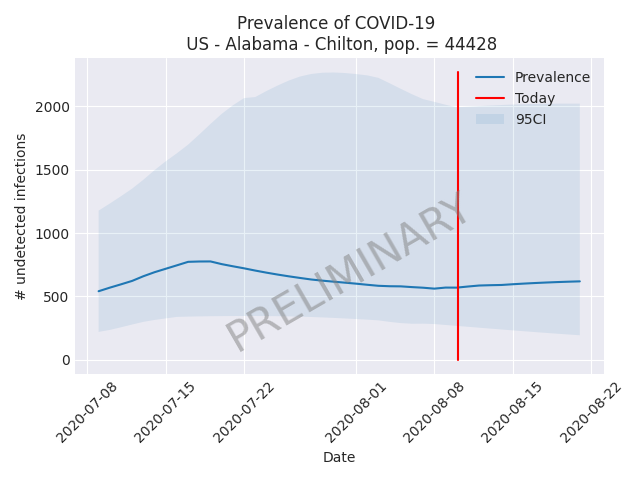 Prevalence of COVID-19
US - Alabama - Chilton, pop. = 44428
# undetected infections
2000
1500
1000
500
0
Prevalence
Today
95CI
PRELIMINARY
2020-07-08
2020-07-15
2020-07-22
2020-08-01
2020-08-08
2020-08-15
2020-08-22
Date